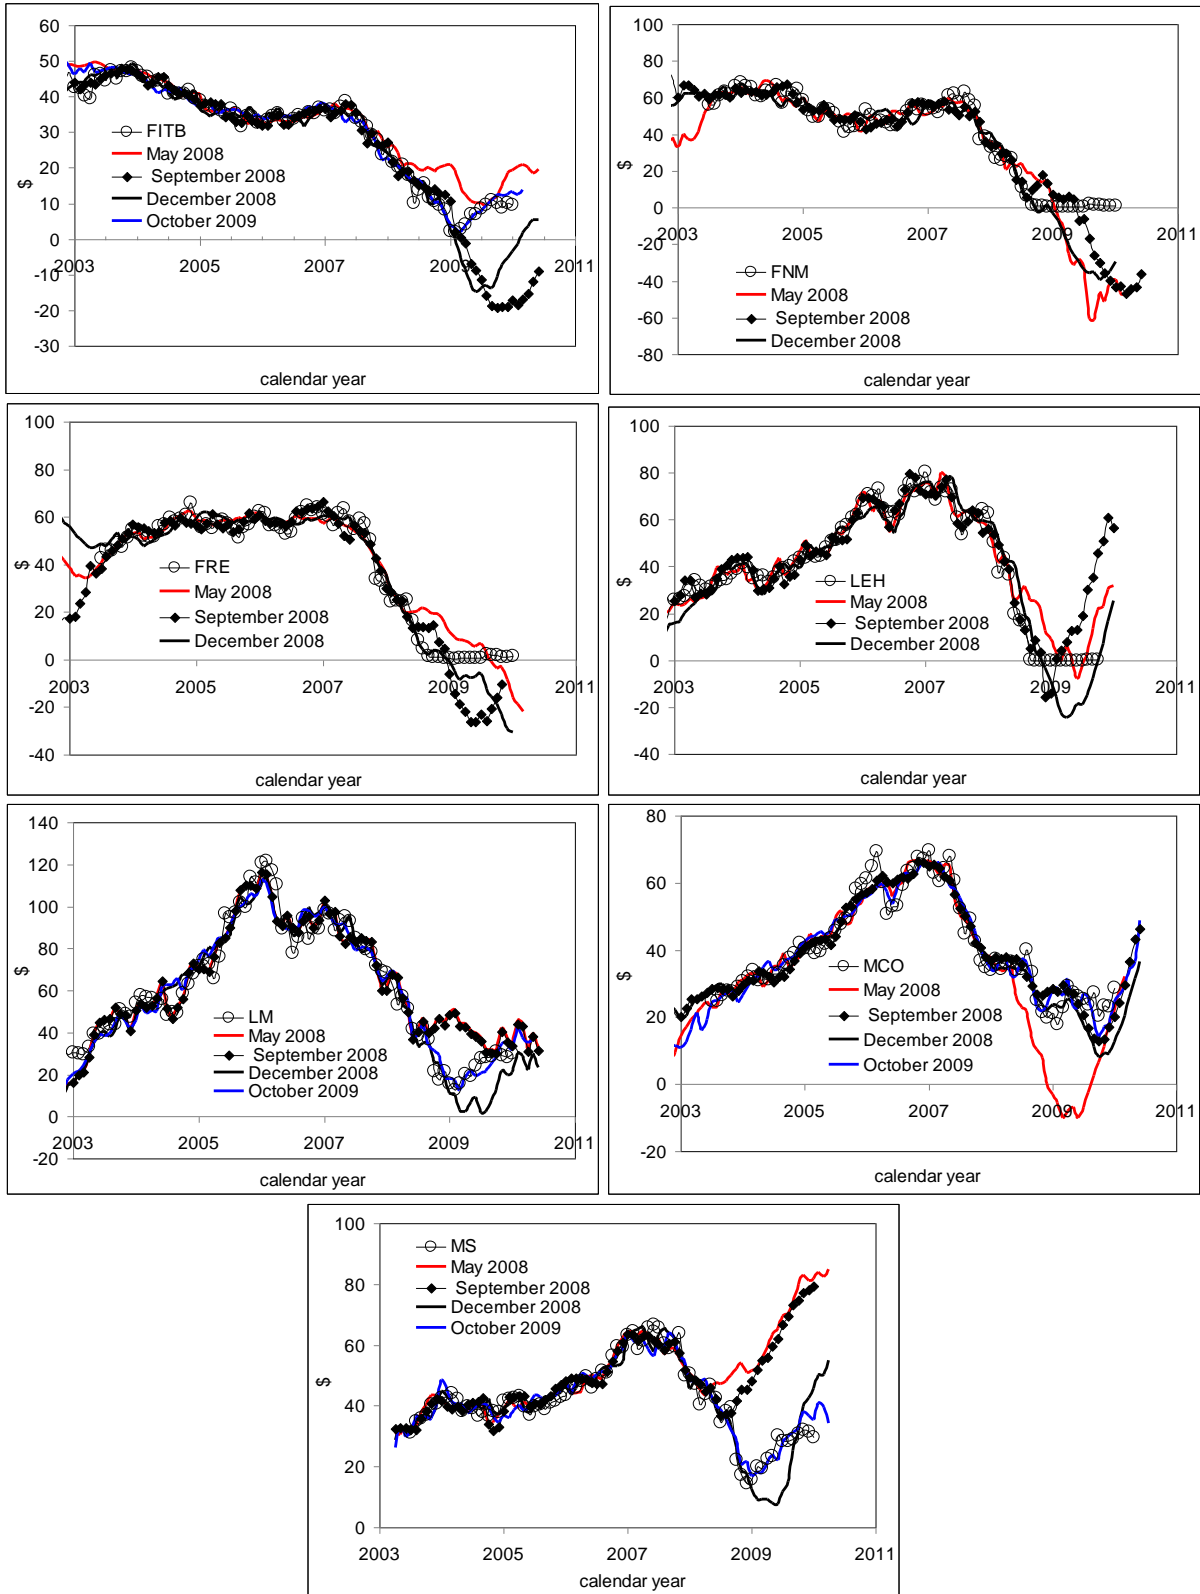 60
50
40
30
20
10
0
-10
-20
-30
2003 2005 2007 2009 2011
$
calendar year
FITB
May 2008
September 2008
December 2008
October 2009
100
80
60
40
20
0
-20
-40
-60
-80
2003 2005 2007 2009 2011
$
calendar year
FNM
May 2008
September 2008
December 2008
100
80
60
40
20
0
-20
-40
2003 2005 2007 2009 2011
$
calendar year
FRE
May 2008
September 2008
December 2008
100
80
60
40
20
0
-20
-40
2003 2005 2007 2009 2011
$
calendar year
LEH
May 2008
September 2008
December 2008
140
120
100
80
60
40
20
0
-20
2003 2005 2007 2009 2011
$
calendar year
LM
May 2008
September 2008
December 2008
October 2009
80
60
40
20
0
-20
2003 2005 2007 2009 2011
$
calendar year
MCO
May 2008
September 2008
December 2008
October 2009
100
80
60
40
20
0
2003 2005 2007 2009 2011
$
calendar year
MS
May 2008
September 2008
December 2008
October 2009